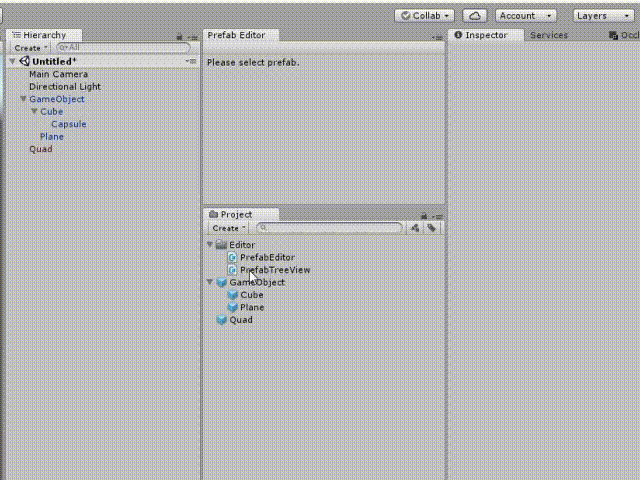 Collab
Account
Layers
Hierarchy
Create
All
Untitled*
Main Camera
Directional Light
GameObject
Cube
Capsule
Plane
Quad
Prefab Editor
Please select prefab.
Project
Create
Editor
PrefabEditor
PrefabTreeView
GameObject
Cube
Plane
Quad
Inspector
Services
Occl